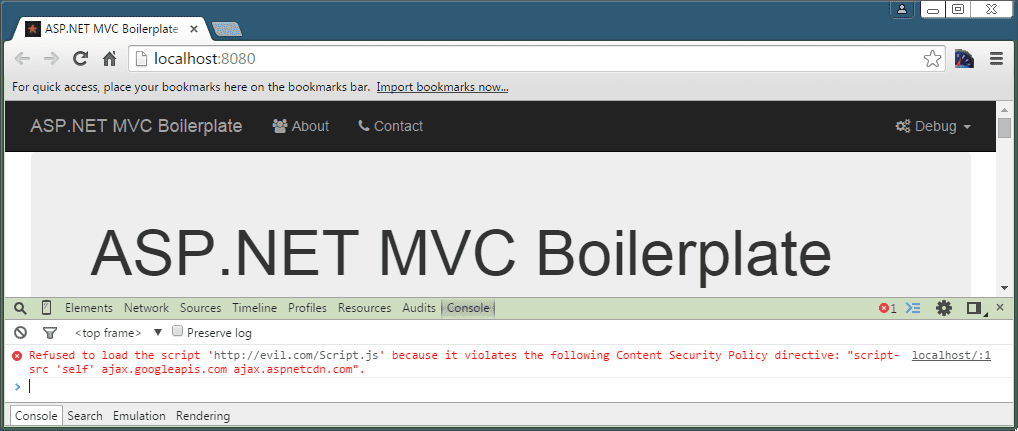 ASP.NET MVC Boilerplate
localhost:8080
For quick access, place your bookmarks here on the bookmarks bar. Import bookmarks now...
ASP.NET MVC Boilerplate About Contact Debug
ASP.NET MVC Boilerplate
Elements Network Sources Timeline Profiles Resources Audits Console 1
<top frame> Preserve log
Refused to load the script 'http://evil.com/Script.js' because it violates the following Content Security Policy directive: "script- localhost/:1
src 'self' ajax.googleapis.com ajax.aspnetcdn.com".
Console Search Emulation Rendering